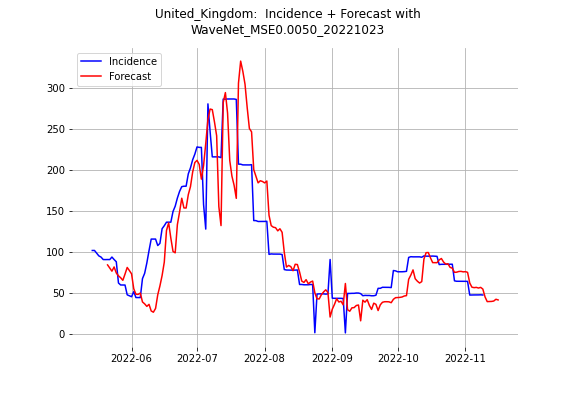 United_Kingdom:  Incidence + Forecast with
WaveNet_MSE0.0050_20221023
Incidence
Forecast
300
250
200
150
100
50
0
2022-06 2022-07 2022-08 2022-09 2022-10 2022-11